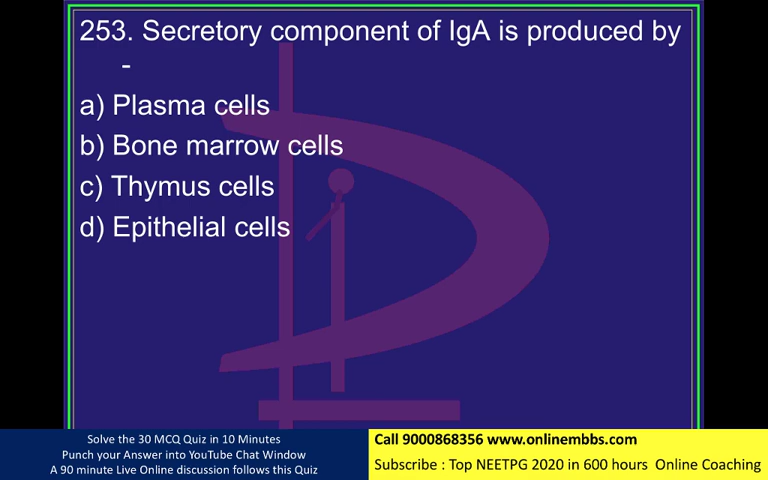 253. Secretory component of IgA is produced by
-
a) Plasma cells
b) Bone marrow cells
c) Thymus cells
d) Epithelial cells
Solve the 30 MCQ Quiz in 10 Minutes
Punch your Answer into YouTube Chat Window
A 90 minute Live Online discussion follows this Quiz
Call 9000868356 www.onlinembbs.com
Subscribe : Top NEETPG 2020 in 600 hours Online Coaching